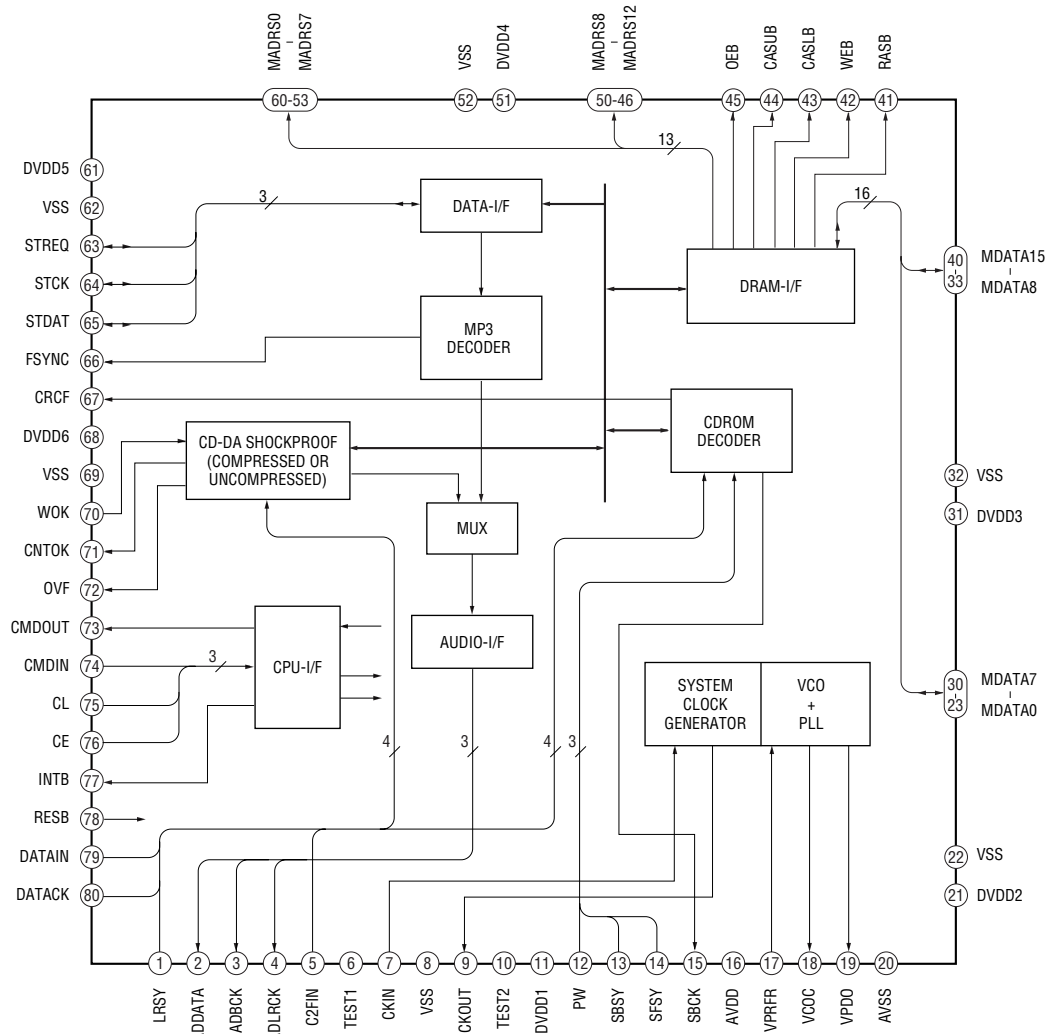 MADRS0
–
MADRS7
VSS
DVDD4
MADRS8
–
MADRS12
OEB
CASUB
CASLB
WEB
RASB
60-53
52
51
50-46
45
44
43
42
41
13
DVDD5 61
VSS 62
STREQ 63
STCK 64
STDAT 65
FSYNC 66
CRCF 67
DVDD6 68
VSS 69
WOK 70
CNTOK 71
OVF 72
CMDOUT 73
CMDIN 74
CL 75
CE 76
INTB 77
RESB 78
DATAIN 79
DATACK 80
3
DATA-I/F
16
DRAM-I/F
40
–
33
MDATA15
–
MDATA8
MP3
DECODER
CDROM
DECODER
CD-DA SHOCKPROOF
(COMPRESSED OR
UNCOMPRESSED)
32 VSS
31 DVDD3
MUX
AUDIO-I/F
3
CPU-I/F
SYSTEM
CLOCK
GENERATOR
VCO
+
PLL
30
–
23
MDATA7
–
MDATA0
4
3
4
3
22 VSS
21 DVDD2
1
2
3
4
5
6
7
8
9
10
11
12
13
14
15
16
17
18
19
20
LRSY
ADDATA
ADBCK
ADLRCK
C2FIN
TEST1
CKIN
VSS
CKOUT
TEST2
DVDD1
PW
SBSY
SFSY
SBCK
AVDD
VPRFR
VCOC
VPDO
AVSS